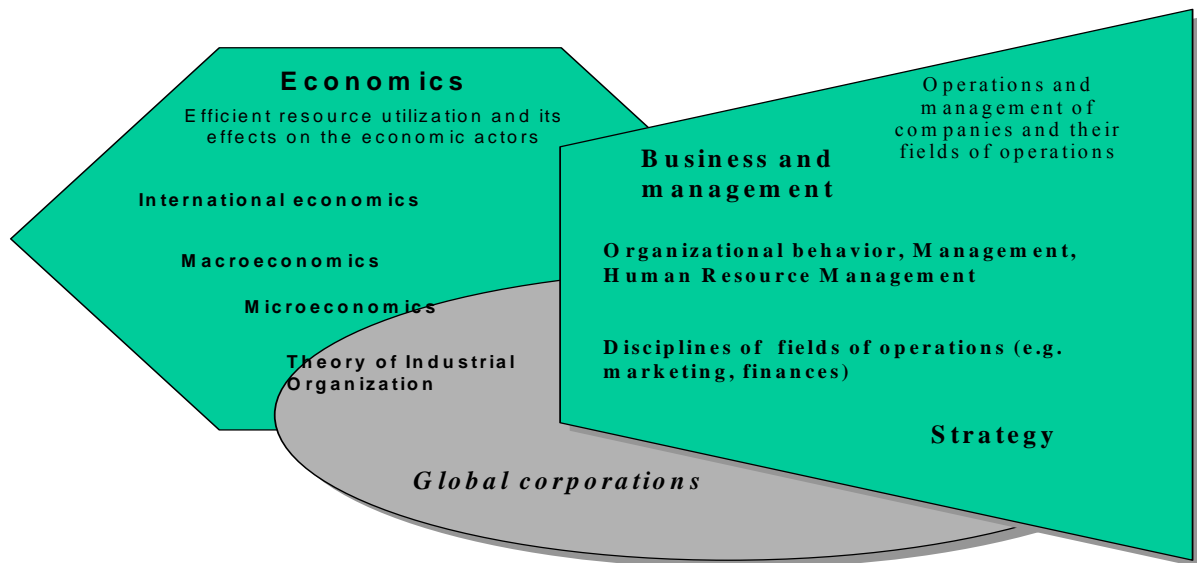 Economics
Efficient resource utilization and its
effects on the economic actors
International economics
Macroeconomics
Microeconomics
Theory of Industrial
Organization
Operations and
management of
companies and their
fields of operations
Business and
management
Organizational behavior, Management,
Human Resource Management
Disciplines of fields of operations (e.g.
marketing, finances)
Strategy
Global corporations